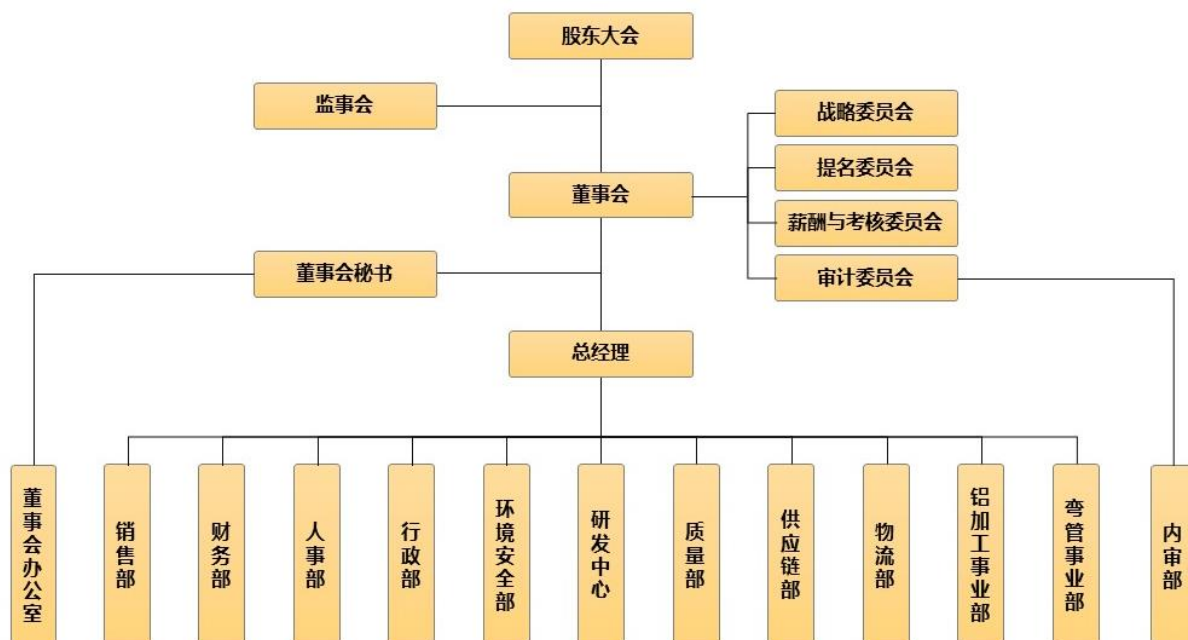 股东大会
监事会
战略委员会
提名委员会
董事会
薪酬与考核委员会
董事会秘书
审计委员会
总经理
董事会办公室
销售部
财务部
人事部
行政部
环境安全部
研发中心
质量部
供应链部
物流部
铝加工事业部
弯管事业部
内审部